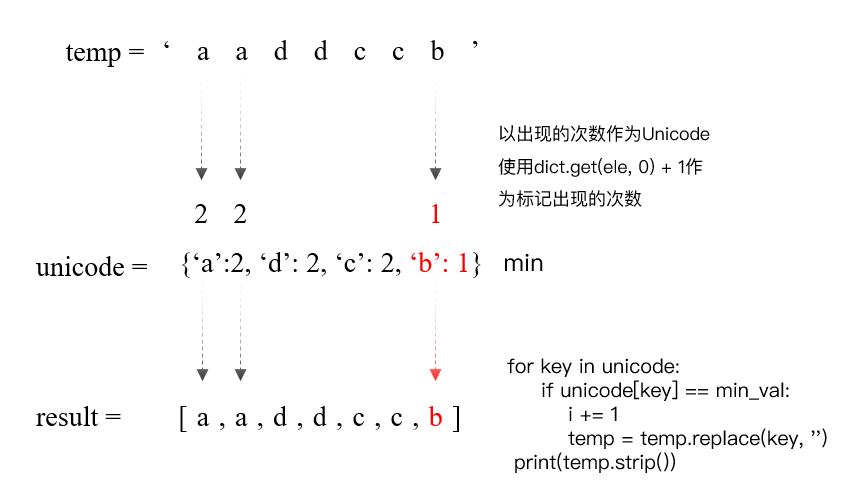 temp = ‘ a a d d c c b ’
以出现的次数作为Unicode
使用dict.get(ele, 0) + 1作
为标记出现的次数
2 2 1
unicode = {‘a’:2, ‘d’: 2, ‘c’: 2, ‘b’: 1} min
for key in unicode:
if unicode[key] == min_val:
i += 1
temp = temp.replace(key, ’’)
print(temp.strip())
result = [ a , a , d , d , c , c , b ]